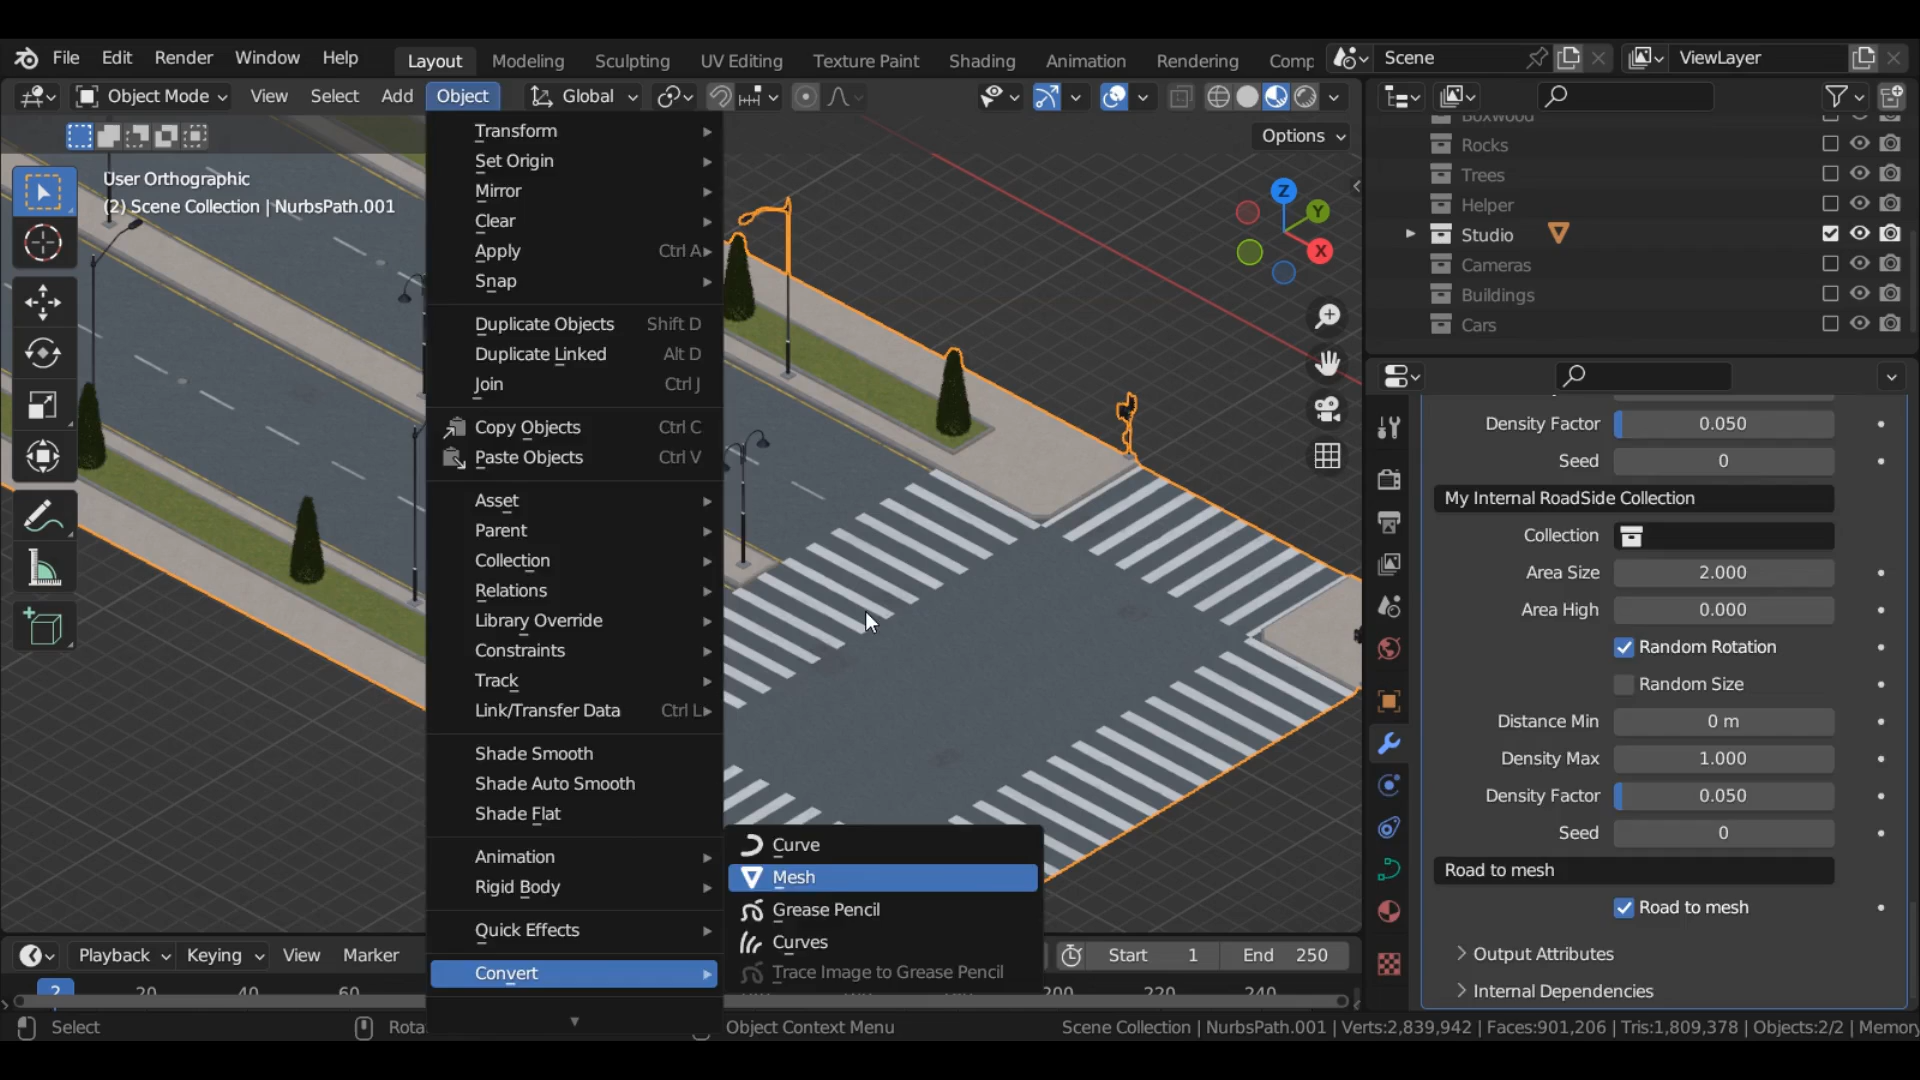 File Edit Render Window Help Layout Modeling Sculpting UV Editing Texture Paint Shading Animation Rendering Comp Scene ViewLayer
Object Mode View Select Add Object Global
Options
User Orthographic
(2) Scene Collection | NurbsPath.001
Z
Y
X
Transform
Set Origin
Mirror
Clear
Apply Ctrl A
Snap
Duplicate Objects Shift D
Duplicate Linked Alt D
Join Ctrl J
Copy Objects Ctrl C
Paste Objects Ctrl V
Asset
Parent
Collection
Relations
Library Override
Constraints
Track
Link/Transfer Data Ctrl L
Shade Smooth
Shade Auto Smooth
Shade Flat
Animation
Rigid Body
Quick Effects
Convert
Curve
Mesh
Grease Pencil
Curves
Trace Image to Grease Pencil
Boxwood
Rocks
Trees
Helper
Studio
Cameras
Buildings
Cars
Density Factor 0.050
Seed 0
My Internal RoadSide Collection
Collection
Area Size 2.000
Area High 0.000
Random Rotation
Random Size
Distance Min 0 m
Density Max 1.000
Density Factor 0.050
Seed 0
Road to mesh
Road to mesh
Output Attributes
Internal Dependencies
Playback Keying View Marker Start 1 End 250
2 20 40 60 200 220 240
Select Rota Object Context Menu Scene Collection | NurbsPath.001 | Verts:2,839,942 | Faces:901,206 | Tris:1,809,378 | Objects:2/2 | Memory